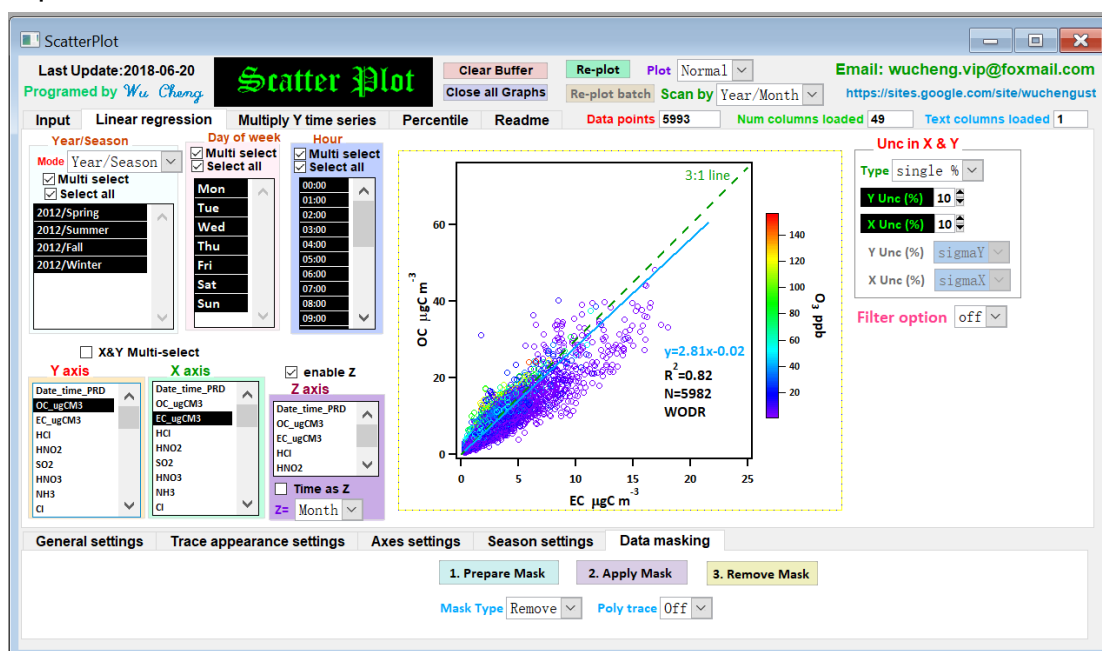 ScatterPlot
Last Update:2018-06-20
Programed by Wu Cheng
Scatter Plot
Clear Buffer
Close all Graphs
Re-plot
Plot Normal
Re-plot batch
Scan by Year/Month
Email: wucheng.vip@foxmail.com
https://sites.google.com/site/wuchengust
Input Linear regression Multiply Y time series Percentile Readme
Data points 5993
Num columns loaded 49
Text columns loaded 1
Year/Season
Mode Year/Season
Multi select
Select all
2012/Spring
2012/Summer
2012/Fall
2012/Winter
Day of week
Multi select
Select all
Mon
Tue
Wed
Thu
Fri
Sat
Sun
Hour
Multi select
Select all
00:00
01:00
02:00
03:00
04:00
05:00
06:00
07:00
08:00
09:00
X&Y Multi-select
Y axis
Date_time_PRD
OC_ugCM3
EC_ugCM3
HCl
HNO2
SO2
HNO3
NH3
Cl
X axis
Date_time_PRD
OC_ugCM3
EC_ugCM3
HCl
HNO2
SO2
HNO3
NH3
Cl
enable Z
Z axis
Date_time_PRD
OC_ugCM3
EC_ugCM3
HCl
HNO2
Time as Z
Z= Month
3:1 line
60
40
20
0
OC µgC m-3
0 5 10 15 20 25
EC µgC m-3
y=2.81x-0.02
R2=0.82
N=5982
WODR
140
120
100
80
60
40
20
O3 ppb
Unc in X & Y
Type single %
Y Unc (%) 10
X Unc (%) 10
Y Unc (%) sigmaY
X Unc (%) sigmaX
Filter option off
General settings Trace appearance settings Axes settings Season settings Data masking
1. Prepare Mask 2. Apply Mask 3. Remove Mask
Mask Type Remove Poly trace Off